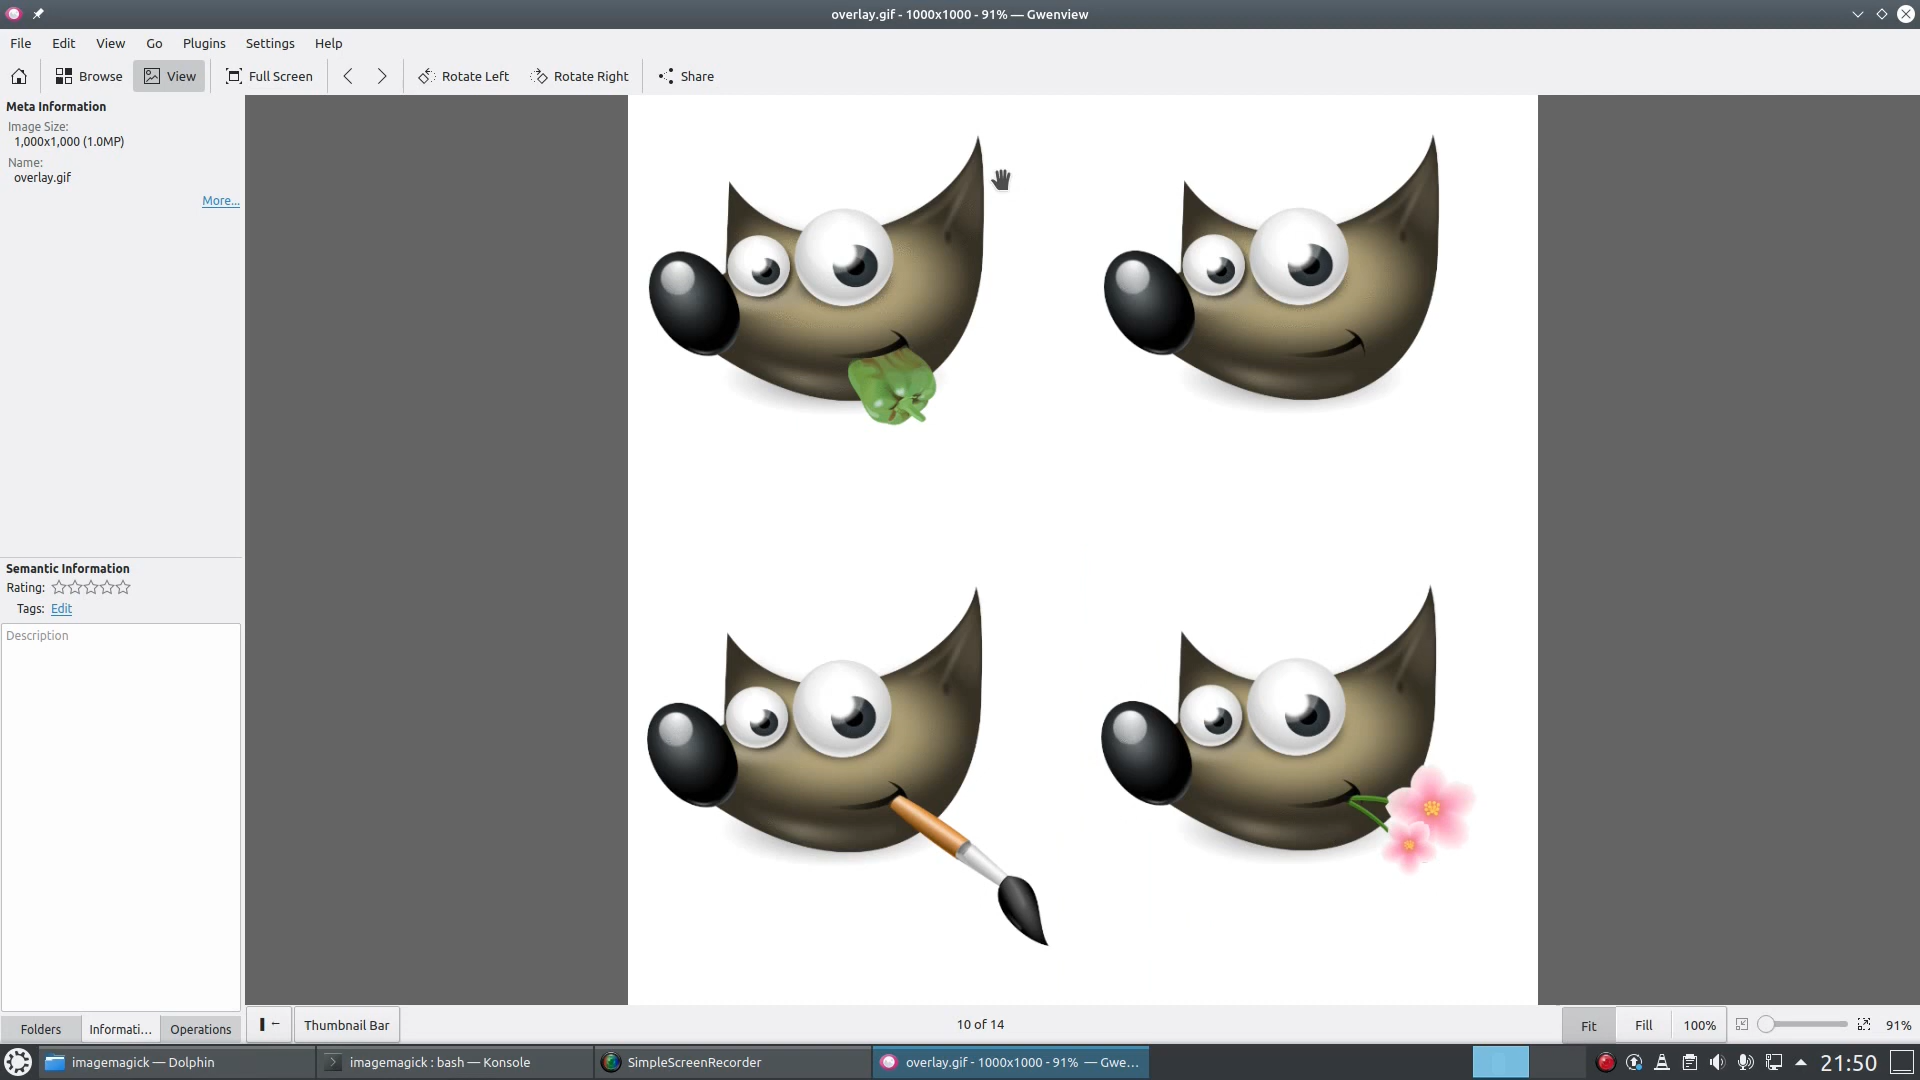 overlay.gif - 1000x1000 - 91% — Gwenview
File Edit View Go Plugins Settings Help
Browse View Full Screen Rotate Left Rotate Right Share
Meta Information
Image Size:
1,000x1,000 (1.0MP)
Name:
overlay.gif
More...
Semantic Information
Rating:
Tags: Edit
Description
Folders Informati... Operations Thumbnail Bar 10 of 14 Fit Fill 100% 91%
imagemagick — Dolphin imagemagick : bash — Konsole SimpleScreenRecorder overlay.gif - 1000x1000 - 91% — Gwe... 21:50